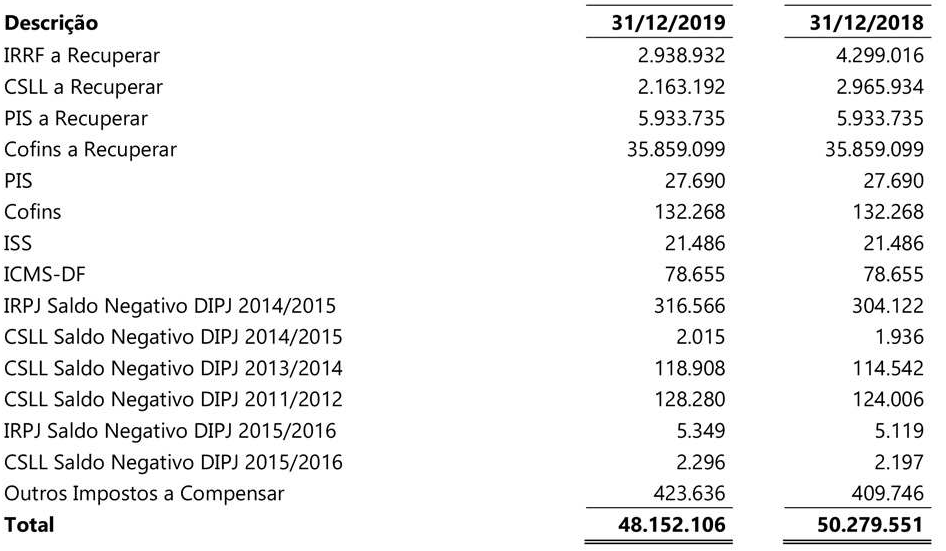 Descrição 31/12/2019 31/12/2018
IRRF a Recuperar 2.938.932 4.299.016
CSLL a Recuperar 2.163.192 2.965.934
PIS a Recuperar 5.933.735 5.933.735
Cofins a Recuperar 35.859.099 35.859.099
PIS 27.690 27.690
Cofins 132.268 132.268
ISS 21.486 21.486
ICMS-DF 78.655 78.655
IRPJ Saldo Negativo DIPJ 2014/2015 316.566 304.122
CSLL Saldo Negativo DIPJ 2014/2015 2.015 1.936
CSLL Saldo Negativo DIPJ 2013/2014 118.908 114.542
CSLL Saldo Negativo DIPJ 2011/2012 128.280 124.006
IRPJ Saldo Negativo DIPJ 2015/2016 5.349 5.119
CSLL Saldo Negativo DIPJ 2015/2016 2.296 2.197
Outros Impostos a Compensar 423.636 409.746
Total 48.152.106 50.279.551